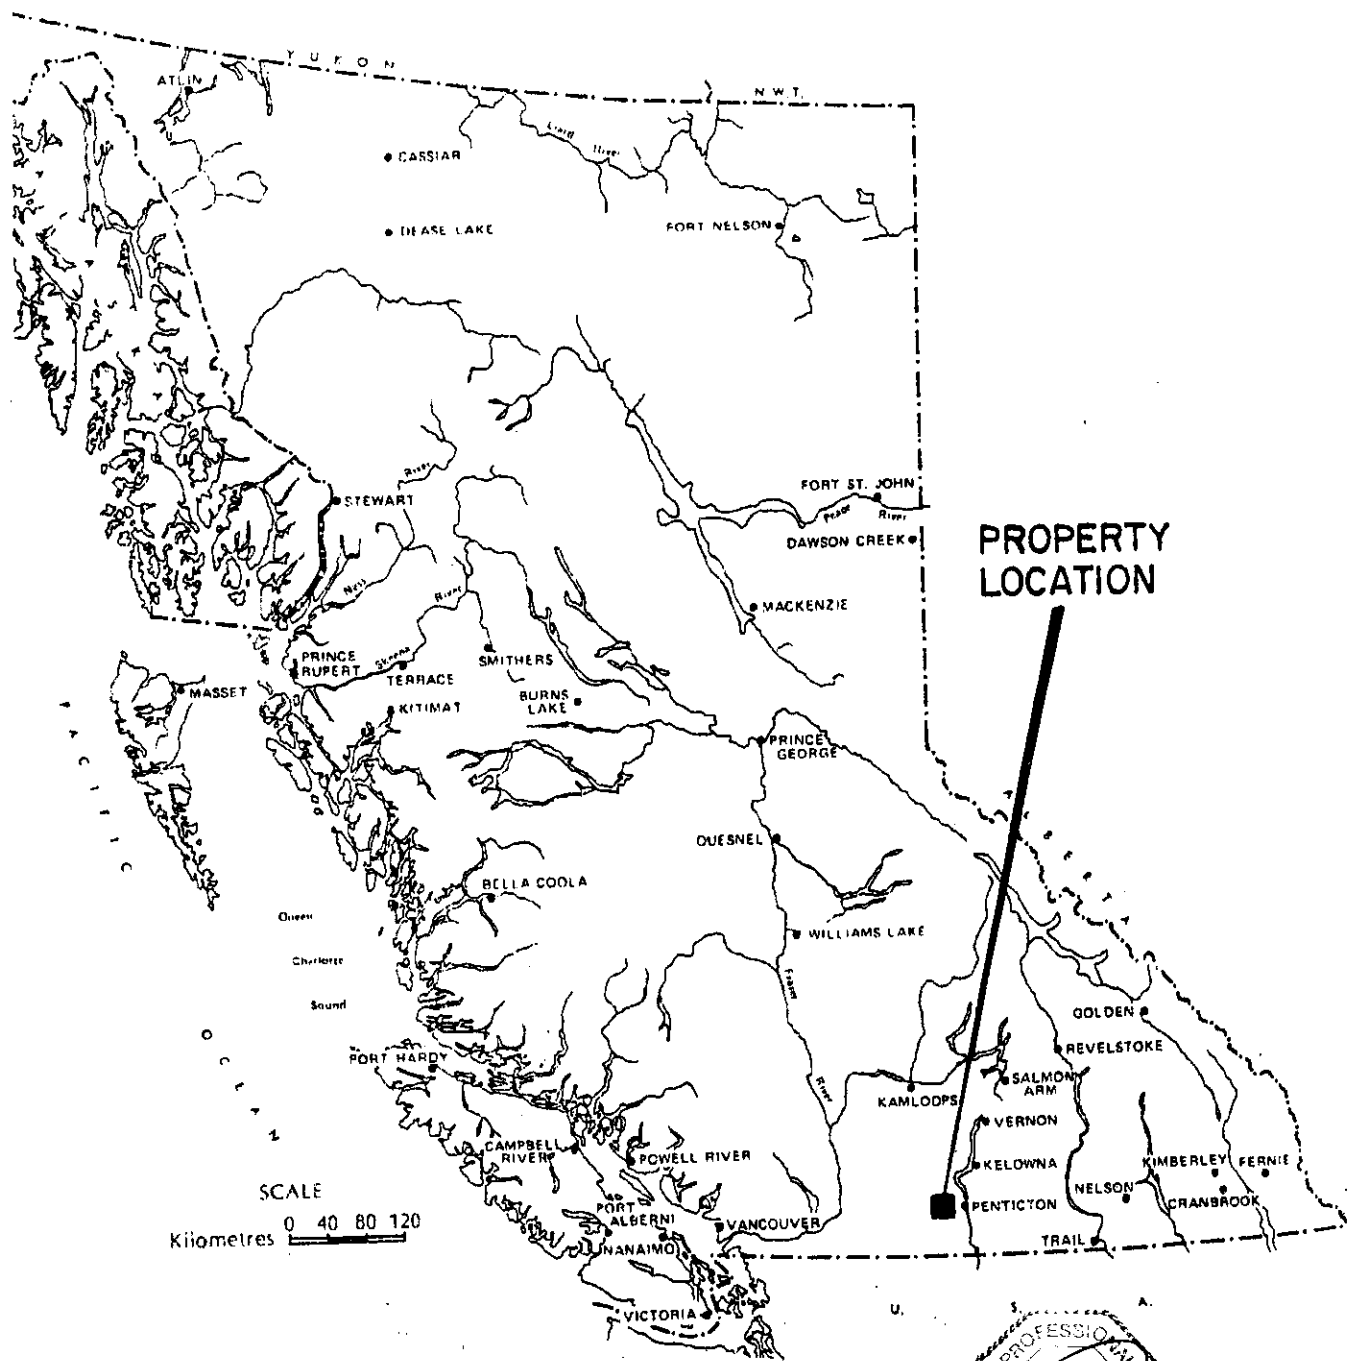 YUKON
N.W.T.
ATLIN
CASSIAR
Liard
River
DEASE LAKE
FORT NELSON
River
STEWART
FORT ST. JOHN
Peace
River
DAWSON CREEK
PROPERTY
LOCATION
Nass
River
MACKENZIE
PRINCE
RUPERT
Skeena
TERRACE
SMITHERS
MASSET
KITIMAT
BURNS
LAKE
PRINCE
GEORGE
PACIFIC
OCEAN
ALBERTA
QUESNEL
BELLA COOLA
WILLIAMS LAKE
Queen
Charlotte
Sound
Fraser
River
GOLDEN
PORT HARDY
REVELSTOKE
SALMON
ARM
KAMLOOPS
VERNON
CAMPBELL
RIVER
POWELL RIVER
KELOWNA
KIMBERLEY
FERNIE
NELSON
CRANBROOK
PENTICTON
SCALE
Kilometres 0 40 80 120
PORT
ALBERNI
VANCOUVER
NANAIMO
TRAIL
VICTORIA
U. S. A.
PROFESSIONAL